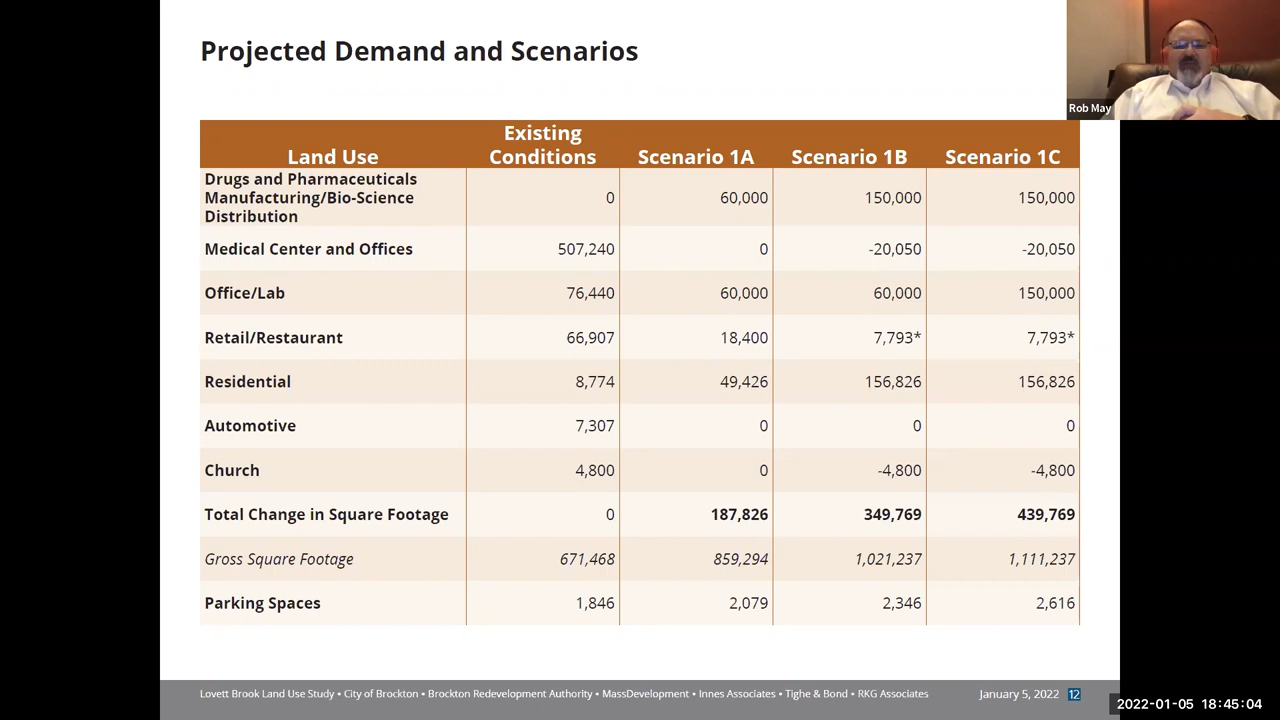 Projected Demand and Scenarios
Rob May
Land Use Existing Conditions Scenario 1A Scenario 1B Scenario 1C
Drugs and Pharmaceuticals Manufacturing/Bio-Science Distribution 0 60,000 150,000 150,000
Medical Center and Offices 507,240 0 -20,050 -20,050
Office/Lab 76,440 60,000 60,000 150,000
Retail/Restaurant 66,907 18,400 7,793* 7,793*
Residential 8,774 49,426 156,826 156,826
Automotive 7,307 0 0 0
Church 4,800 0 -4,800 -4,800
Total Change in Square Footage 0 187,826 349,769 439,769
Gross Square Footage 671,468 859,294 1,021,237 1,111,237
Parking Spaces 1,846 2,079 2,346 2,616
Lovett Brook Land Use Study • City of Brockton • Brockton Redevelopment Authority • MassDevelopment • Innes Associates • Tighe & Bond • RKG Associates January 5, 2022 12
2022-01-05 18:45:04